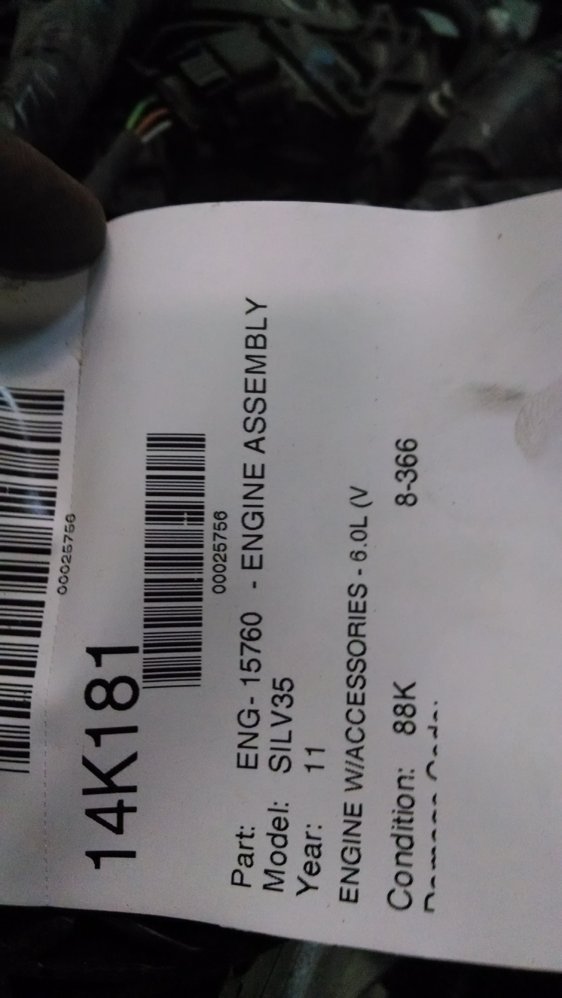 00025756
14K181
00025756
Part: ENG- 15760 - ENGINE ASSEMBLY
Model: SILV35
Year: 11
ENGINE W/ACCESSORIES - 6.0L (V
8-366
Condition: 88K